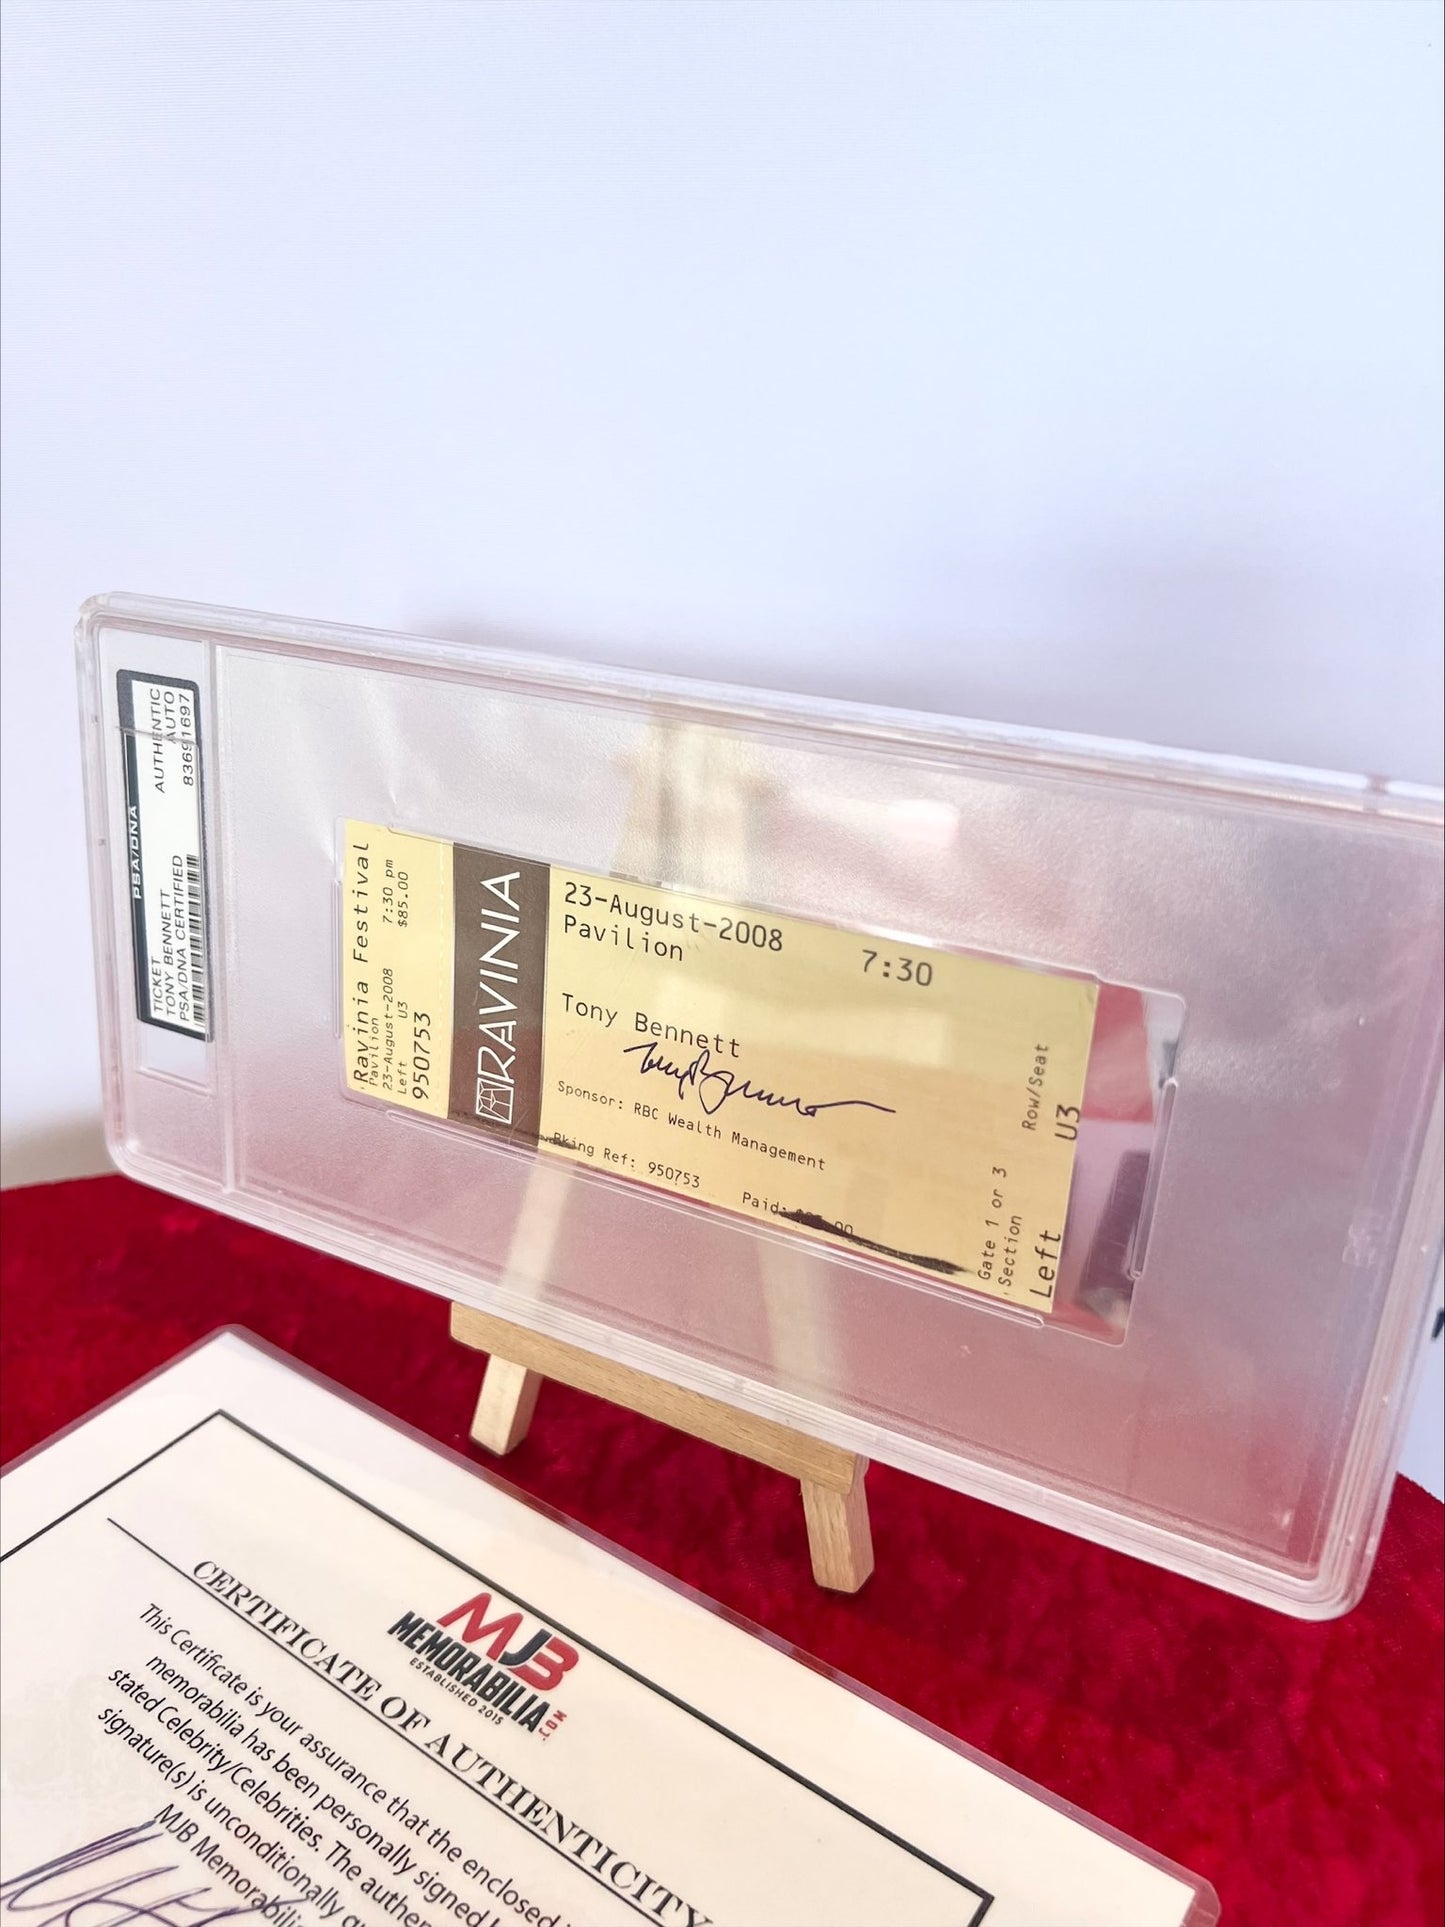 PSA/DNA
TICKET AUTHENTIC
TONY BENNETT AUTO
PSA/DNA CERTIFIED 83691697
Ravinia Festival
Pavilion 7:30 pm
23-August-2008 $85.00
Left U3
950753
RAVINIA
23-August-2008 7:30
Pavilion
Tony Bennett
Tony Bennett
Sponsor: RBC Wealth Management
Bking Ref: 950753 Paid:
Gate 1 or 3 Row/Seat
Section
Left U3
MJB
MEMORABILIA
.COM
ESTABLISHED 2015
CERTIFICATE OF AUTHENTICITY
This Certificate is your assurance that the enclosed
memorabilia has been personally signed
stated Celebrity/Celebrities. The
signature(s) is unconditionally
MJB